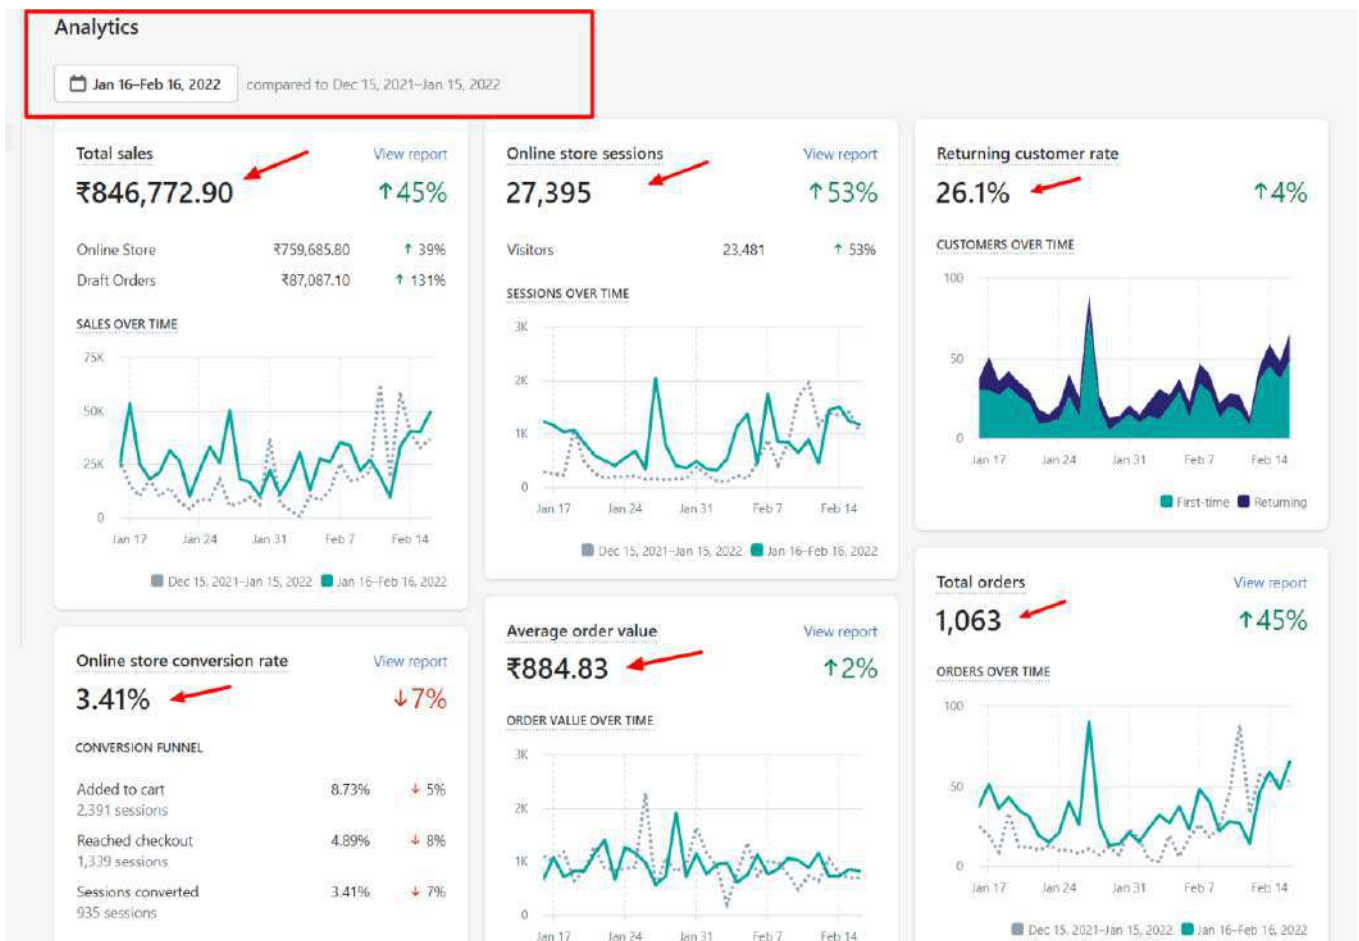 Analytics
Jan 16–Feb 16, 2022 compared to Dec 15, 2021–Jan 15, 2022
Total sales View report
₹846,772.90 ↑45%
Online Store ₹759,685.80 ↑ 39%
Draft Orders ₹87,087.10 ↑ 131%
SALES OVER TIME
75K
50K
25K
0
Jan 17 Jan 24 Jan 31 Feb 7 Feb 14
Dec 15, 2021–Jan 15, 2022 Jan 16–Feb 16, 2022
Online store conversion rate View report
3.41% ↓7%
CONVERSION FUNNEL
Added to cart 8.73% ↓ 5%
2,391 sessions
Reached checkout 4.89% ↓ 8%
1,339 sessions
Sessions converted 3.41% ↓ 7%
935 sessions
Online store sessions View report
27,395 ↑53%
Visitors 23,481 ↑ 53%
SESSIONS OVER TIME
3K
2K
1K
0
Jan 17 Jan 24 Jan 31 Feb 7 Feb 14
Dec 15, 2021–Jan 15, 2022 Jan 16–Feb 16, 2022
Average order value View report
₹884.83 ↑2%
ORDER VALUE OVER TIME
3K
2K
1K
0
Jan 17 Jan 24 Jan 31 Feb 7 Feb 14
Returning customer rate
26.1% ↑4%
CUSTOMERS OVER TIME
100
50
0
Jan 17 Jan 24 Jan 31 Feb 7 Feb 14
First-time Returning
Total orders View report
1,063 ↑45%
ORDERS OVER TIME
100
50
0
Jan 17 Jan 24 Jan 31 Feb 7 Feb 14
Dec 15, 2021–Jan 15, 2022 Jan 16–Feb 16, 2022